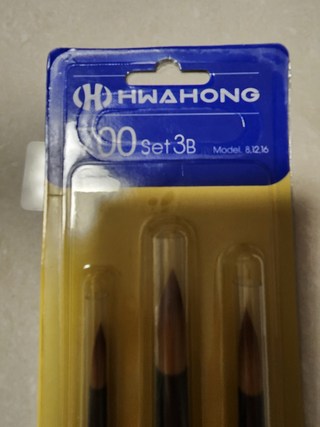 HWAHONG
700 Set 3B
Model. 8.12.16